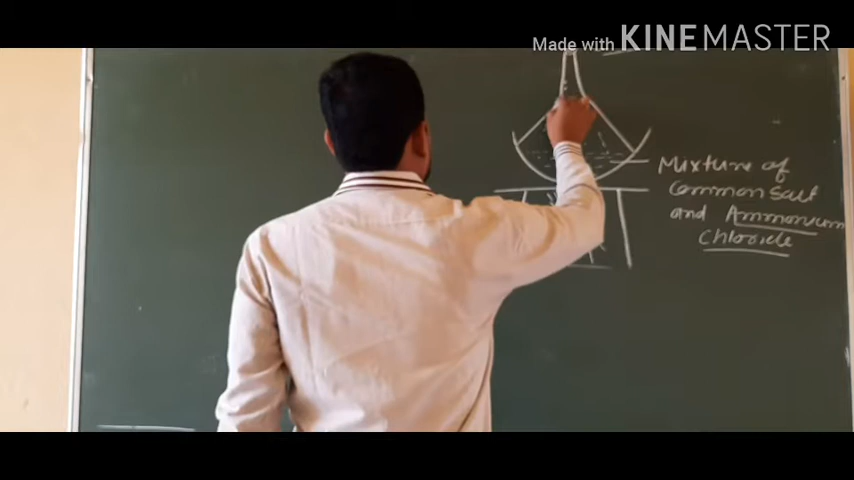 Made with KINEMASTER
Mixture of
Common Salt
and Ammonium
Chloride